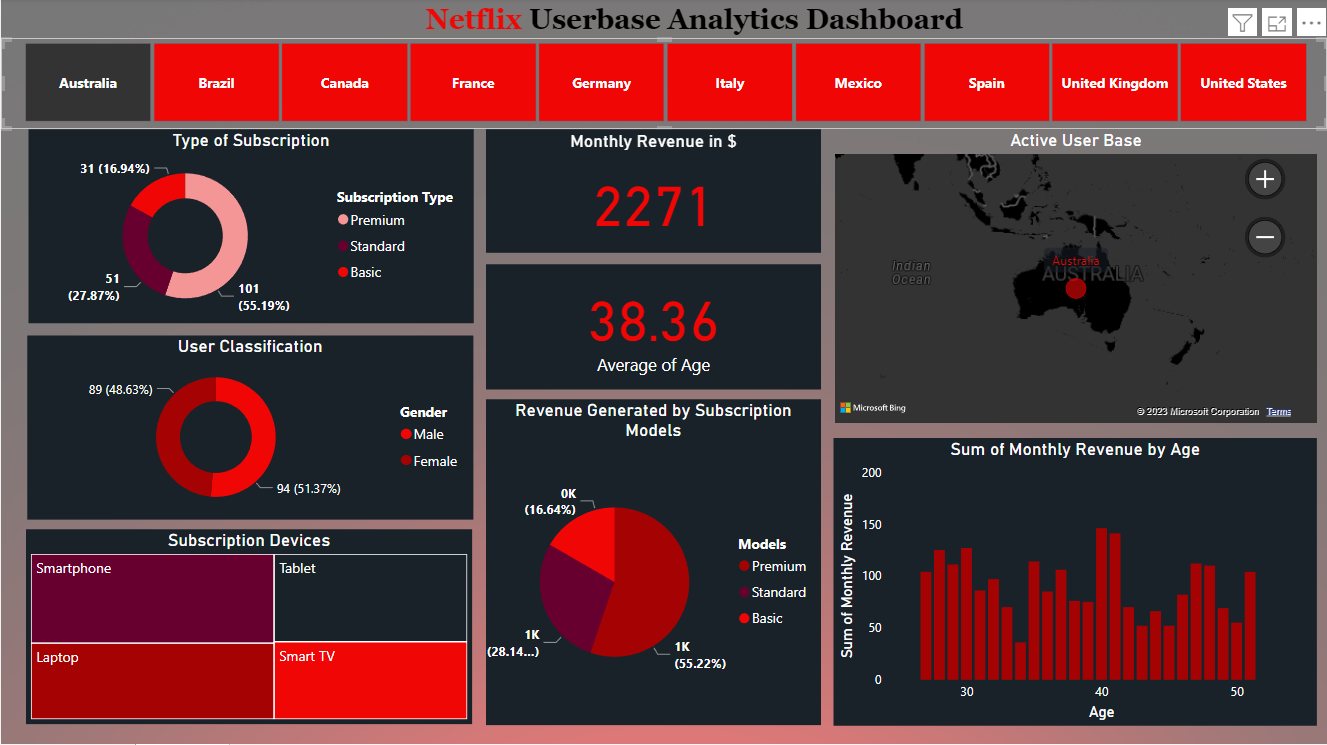 Netflix Userbase Analytics Dashboard
Australia
Brazil
Canada
France
Germany
Italy
Mexico
Spain
United Kingdom
United States
Type of Subscription
31 (16.94%)
51
(27.87%)
101
(55.19%)
Subscription Type
Premium
Standard
Basic
Monthly Revenue in $
2271
38.36
Average of Age
Active User Base
Indian
Ocean
Australia
AUSTRALIA
Microsoft Bing
© 2023 Microsoft Corporation Terms
User Classification
89 (48.63%)
94 (51.37%)
Gender
Male
Female
Subscription Devices
Smartphone
Tablet
Laptop
Smart TV
Revenue Generated by Subscription
Models
0K
(16.64%)
1K
(28.14...)
1K
(55.22%)
Models
Premium
Standard
Basic
Sum of Monthly Revenue by Age
Sum of Monthly Revenue
200
150
100
50
0
30
40
50
Age